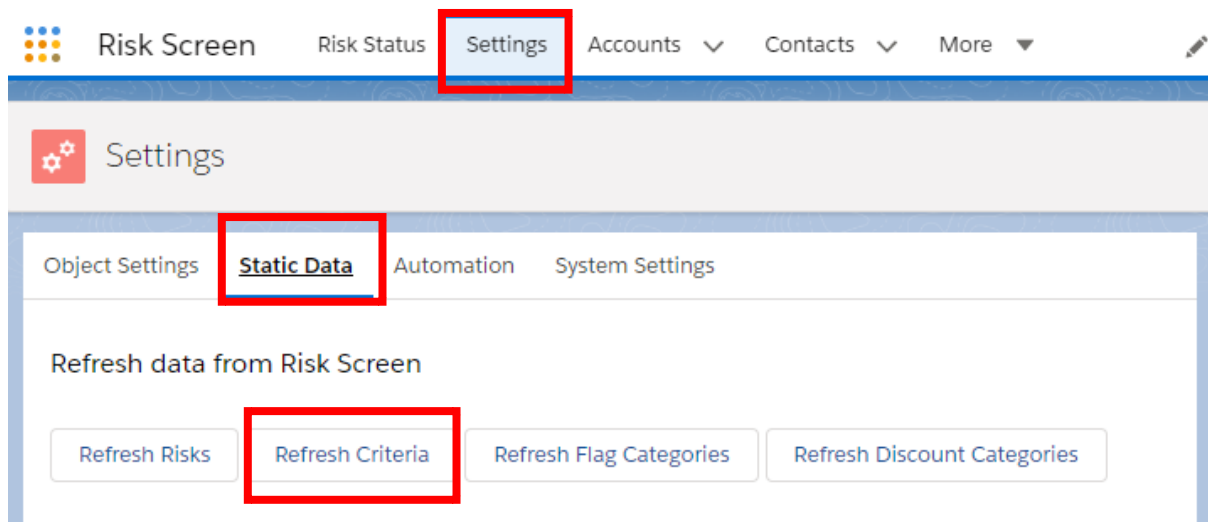 Risk Screen Risk Status Settings Accounts Contacts More
Settings
Object Settings Static Data Automation System Settings
Refresh data from Risk Screen
Refresh Risks Refresh Criteria Refresh Flag Categories Refresh Discount Categories